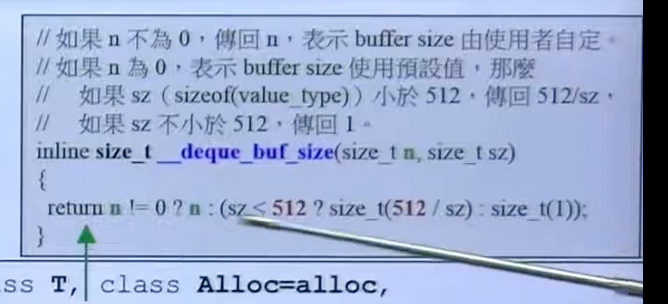 // 如果 n 不為 0，傳回 n，表示 buffer size 由使用者自定。
// 如果 n 為 0，表示 buffer size 使用預設值，那麼
// 如果 sz（sizeof(value_type)）小於 512，傳回 512/sz，
// 如果 sz 不小於 512，傳回 1。
inline size_t __deque_buf_size(size_t n, size_t sz)
{
return n != 0 ? n : (sz < 512 ? size_t(512 / sz) : size_t(1));
}
ss T, class Alloc=alloc,